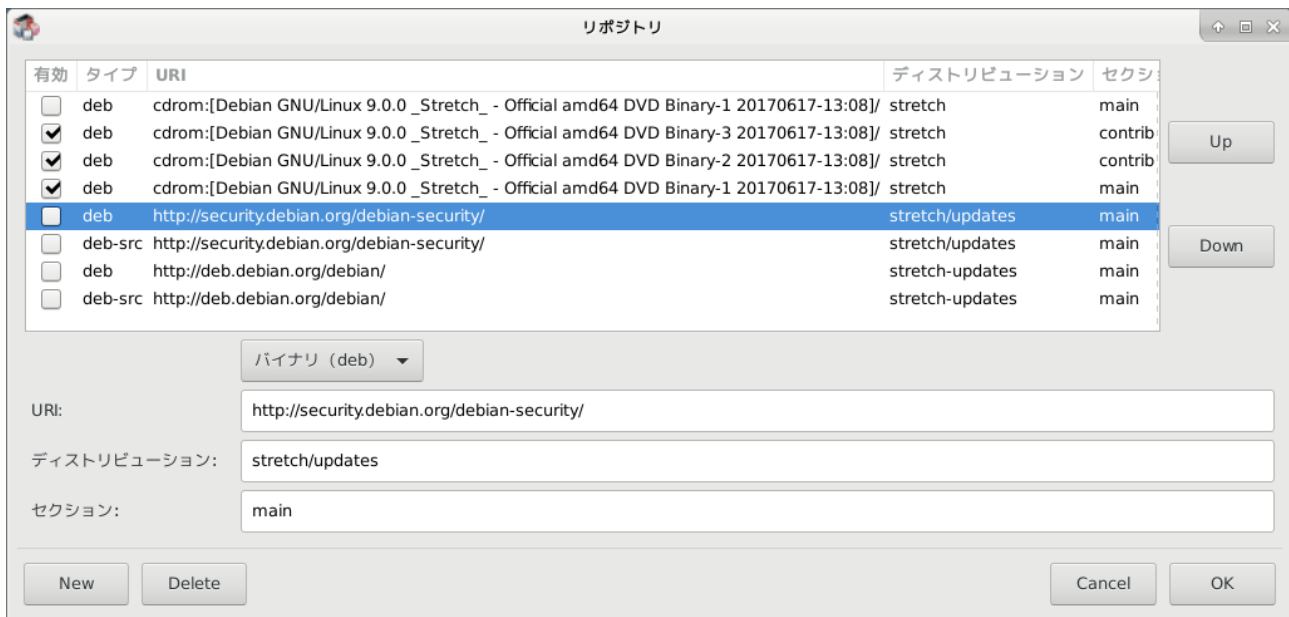 リポジトリ
有効 タイプ URI ディストリビューション セクシ
deb cdrom:[Debian GNU/Linux 9.0.0 _Stretch_ - Official amd64 DVD Binary-1 20170617-13:08]/ stretch main
deb cdrom:[Debian GNU/Linux 9.0.0 _Stretch_ - Official amd64 DVD Binary-3 20170617-13:08]/ stretch contrib
deb cdrom:[Debian GNU/Linux 9.0.0 _Stretch_ - Official amd64 DVD Binary-2 20170617-13:08]/ stretch contrib
deb cdrom:[Debian GNU/Linux 9.0.0 _Stretch_ - Official amd64 DVD Binary-1 20170617-13:08]/ stretch main
deb http://security.debian.org/debian-security/ stretch/updates main
deb-src http://security.debian.org/debian-security/ stretch/updates main
deb http://deb.debian.org/debian/ stretch-updates main
deb-src http://deb.debian.org/debian/ stretch-updates main
Up
Down
バイナリ（deb）
URI: http://security.debian.org/debian-security/
ディストリビューション: stretch/updates
セクション: main
New Delete Cancel OK